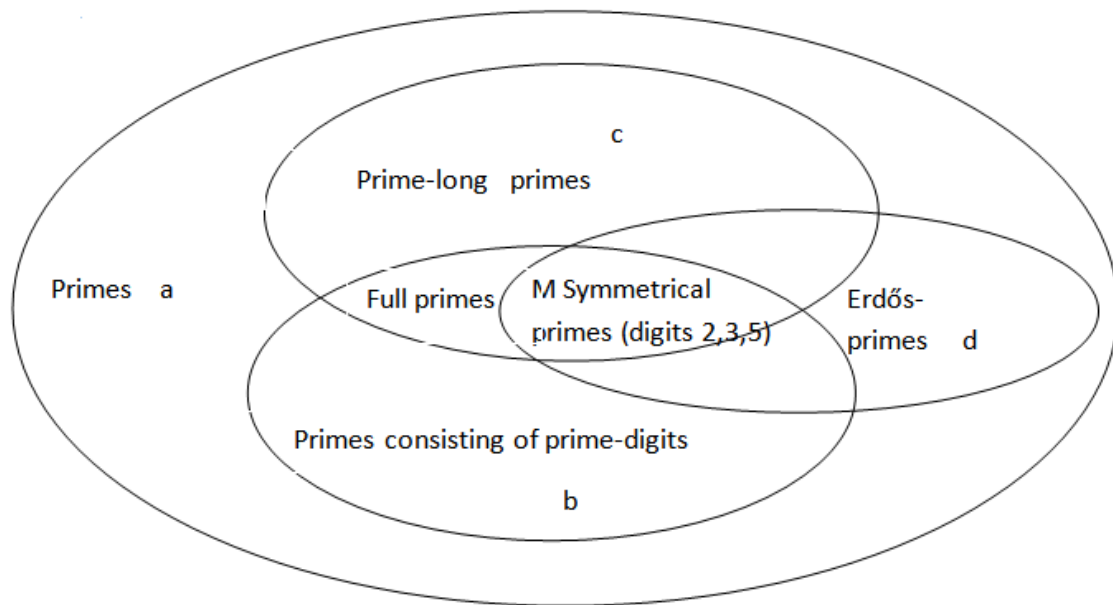 c
Prime-long primes
Primes a
Full primes
M Symmetrical
primes (digits 2,3,5)
Erdős-
primes d
Primes consisting of prime-digits
b